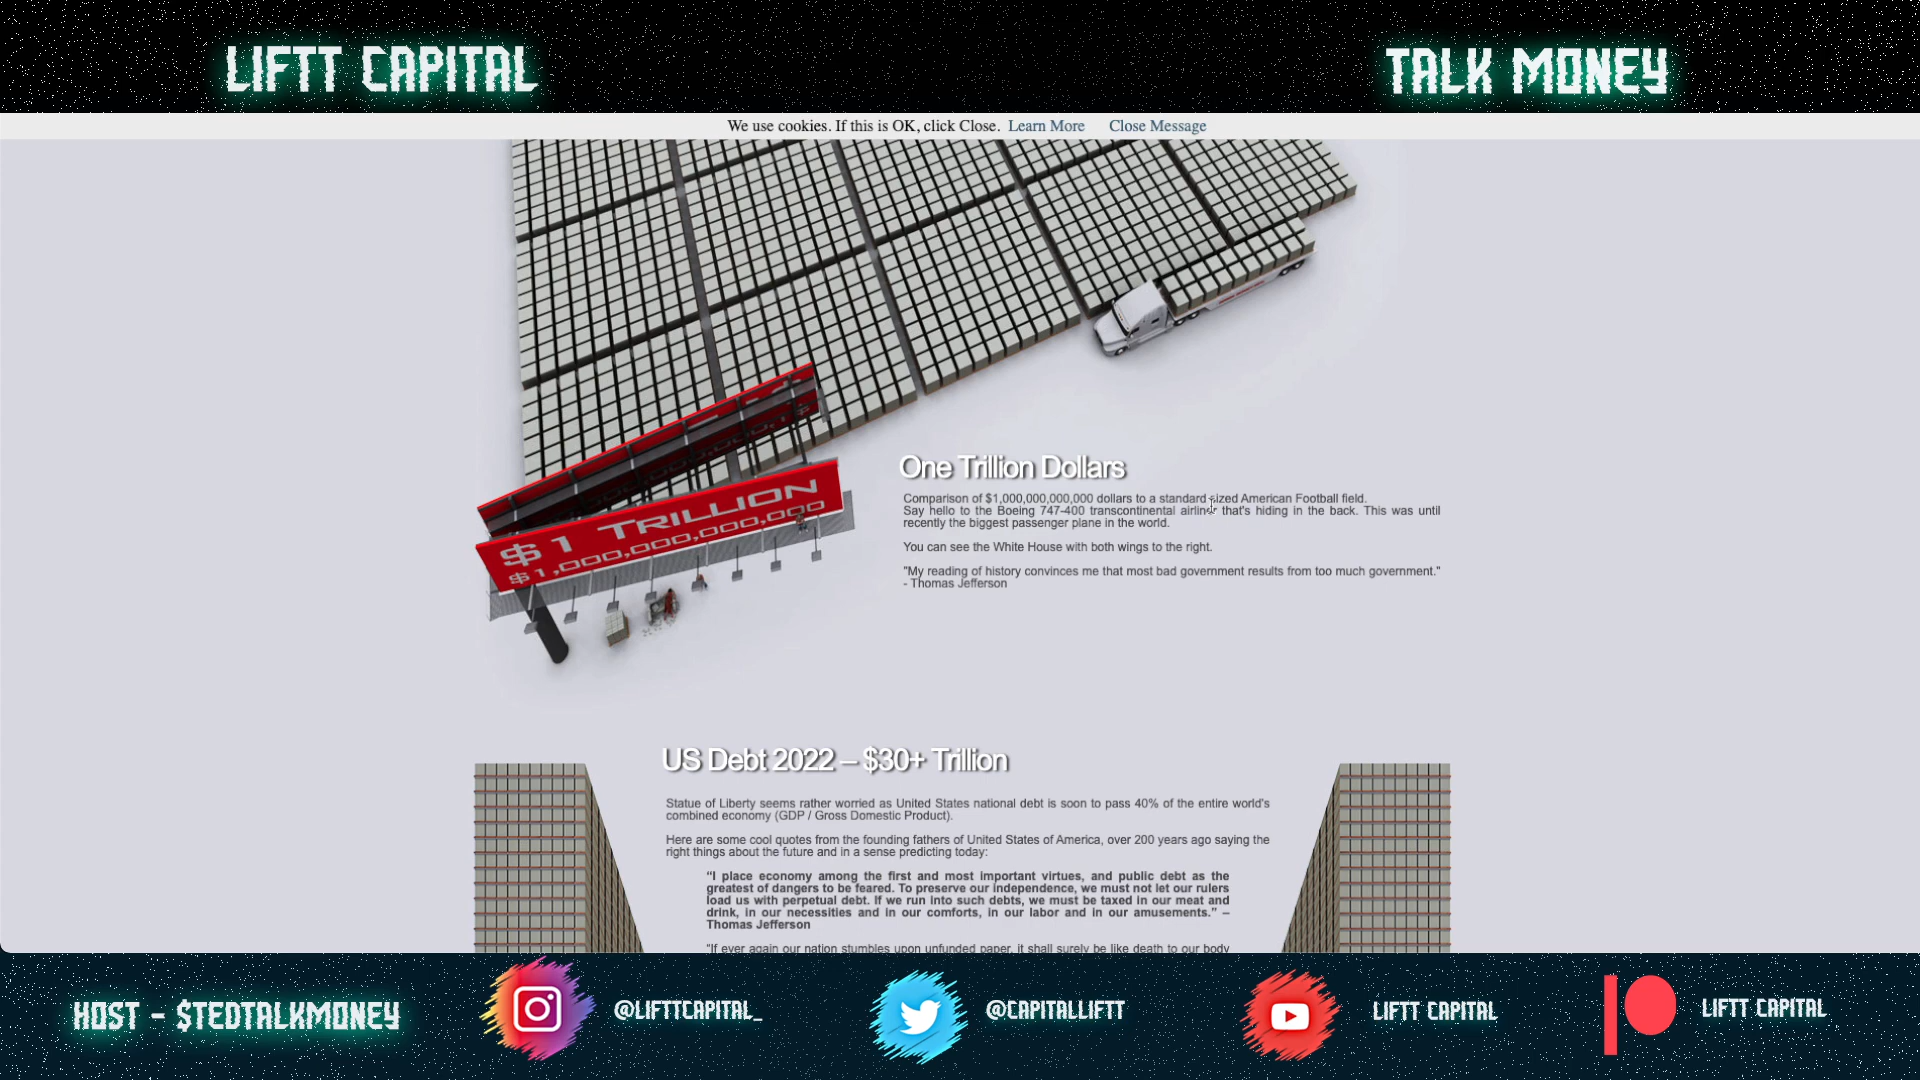 LIFTT CAPITAL
TALK MONEY
We use cookies. If this is OK, click Close. Learn More Close Message
$1 TRILLION
$1,000,000,000,000
One Trillion Dollars
Comparison of $1,000,000,000,000 dollars to a standard sized American Football field.
Say hello to the Boeing 747-400 transcontinental airliner that's hiding in the back. This was until
recently the biggest passenger plane in the world.
You can see the White House with both wings to the right.
"My reading of history convinces me that most bad government results from too much government."
- Thomas Jefferson
US Debt 2022 – $30+ Trillion
Statue of Liberty seems rather worried as United States national debt is soon to pass 40% of the entire world's
combined economy (GDP / Gross Domestic Product).
Here are some cool quotes from the founding fathers of United States of America, over 200 years ago saying the
right things about the future and in a sense predicting today:
“I place economy among the first and most important virtues, and public debt as the
greatest of dangers to be feared. To preserve our independence, we must not let our rulers
load us with perpetual debt. If we run into such debts, we must be taxed in our meat and
drink, in our necessities and in our comforts, in our labor and in our amusements.” –
Thomas Jefferson
"If ever again our nation stumbles upon unfunded paper, it shall surely be like death to our body
HOST - $TEDTALKMONEY
@LIFTTCAPITAL_
@CAPITALLIFTT
LIFTT CAPITAL
LIFTT CAPITAL